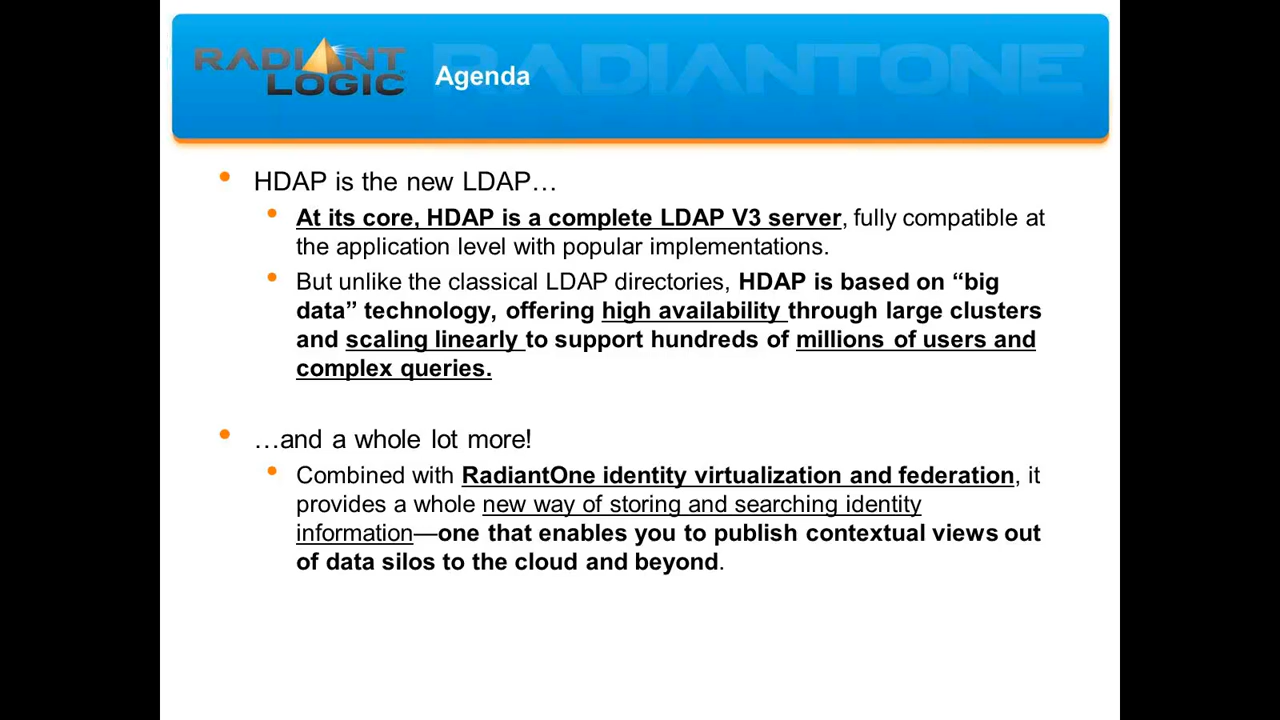 RADIANT
LOGIC
RADIANTONE
Agenda
• HDAP is the new LDAP…
• At its core, HDAP is a complete LDAP V3 server, fully compatible at
the application level with popular implementations.
• But unlike the classical LDAP directories, HDAP is based on “big
data” technology, offering high availability through large clusters
and scaling linearly to support hundreds of millions of users and
complex queries.
• …and a whole lot more!
• Combined with RadiantOne identity virtualization and federation, it
provides a whole new way of storing and searching identity
information—one that enables you to publish contextual views out
of data silos to the cloud and beyond.